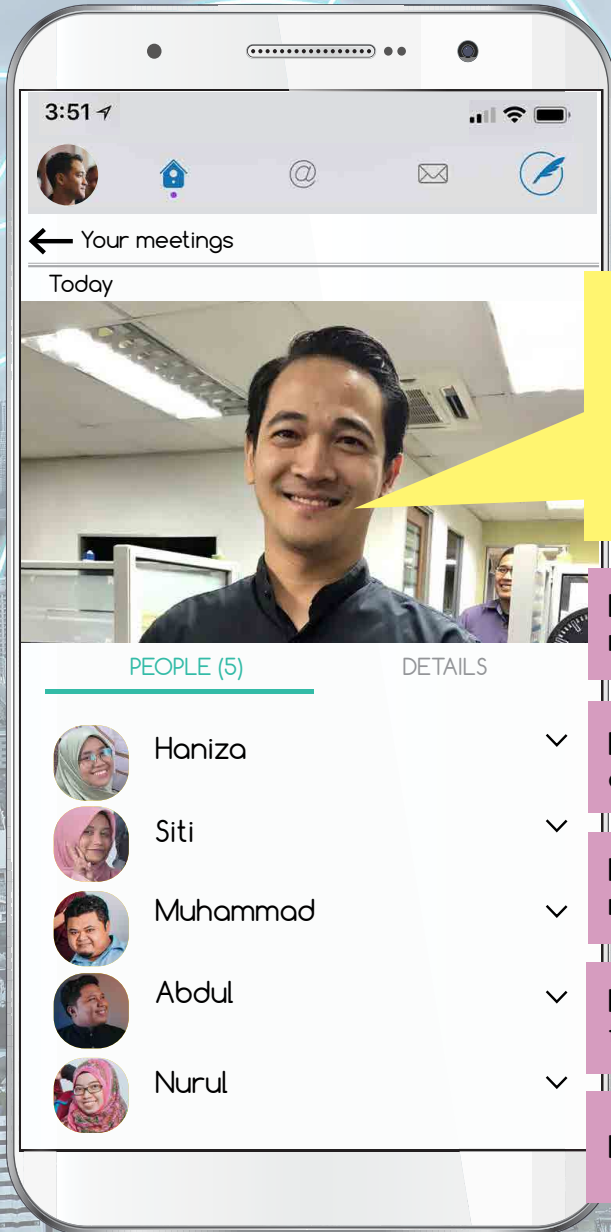 3:51
@
Your meetings
Today
PEOPLE (5)
DETAILS
Haniza
Siti
Muhammad
Abdul
Nurul